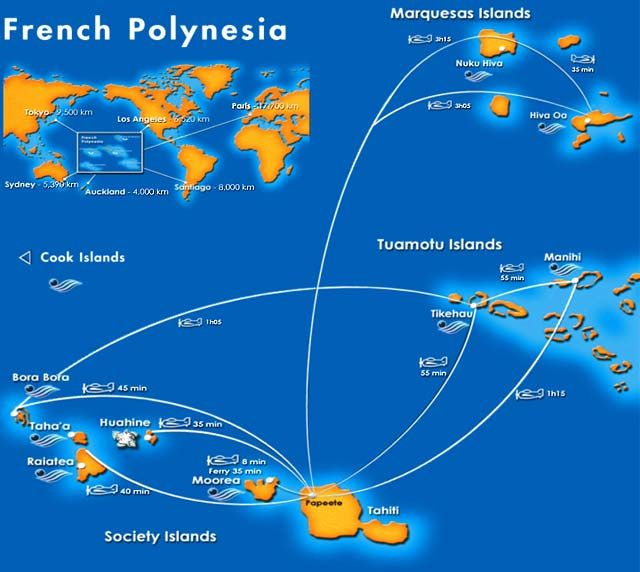 French Polynesia
Tokyo - 9,500 km
Los Angeles - 6,520 km
Paris - 17,700 km
French
Polynesia
Sydney - 5,390 km
Auckland - 4,000 km
Santiago - 8,000 km
Marquesas Islands
3h15
Nuku Hiva
35 min
3h05
Hiva Oa
Cook Islands
Tuamotu Islands
Manihi
55 min
Tikehau
1h05
55 min
1h15
Bora Bora
45 min
Taha'a
Huahine
35 min
Raiatea
8 min
Ferry 35 min
Moorea
40 min
Papeete
Tahiti
Society Islands